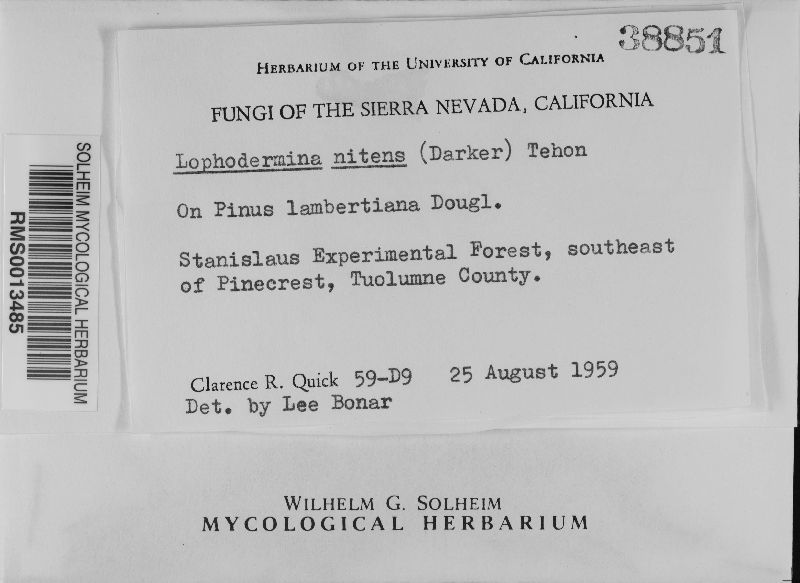 38851
HERBARIUM OF THE UNIVERSITY OF CALIFORNIA
FUNGI OF THE SIERRA NEVADA, CALIFORNIA
Lophodermina nitens (Darker) Tehon
On Pinus lambertiana Dougl.
Stanislaus Experimental Forest, southeast
of Pinecrest, Tuolumne County.
Clarence R. Quick 59-D9 25 August 1959
Det. by Lee Bonar
SOLHEIM MYCOLOGICAL HERBARIUM
RMS0013485
WILHELM G. SOLHEIM
MYCOLOGICAL HERBARIUM